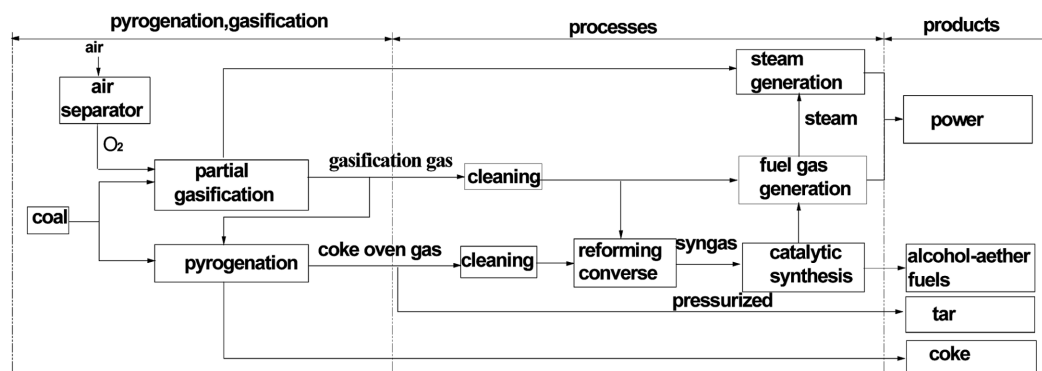 pyrogenation,gasification
processes
products
air
air
separator
O₂
steam
generation
steam
power
partial
gasification
gasification gas
cleaning
fuel gas
generation
coal
pyrogenation
coke oven gas
cleaning
reforming
converse
syngas
catalytic
synthesis
alcohol-aether
fuels
pressurized
tar
coke